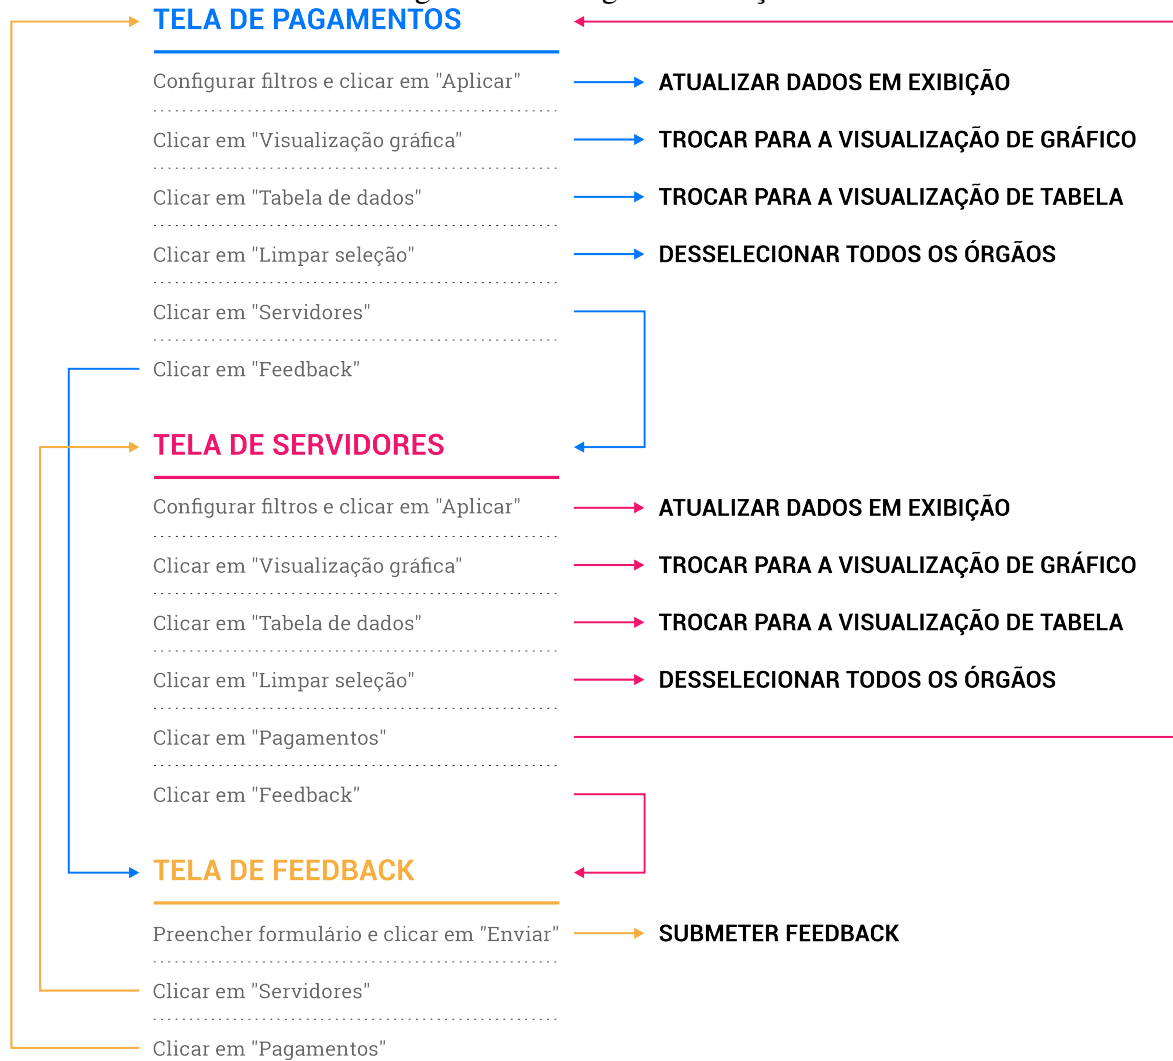 TELA DE PAGAMENTOS
Configurar filtros e clicar em "Aplicar"
ATUALIZAR DADOS EM EXIBIÇÃO
Clicar em "Visualização gráfica"
TROCAR PARA A VISUALIZAÇÃO DE GRÁFICO
Clicar em "Tabela de dados"
TROCAR PARA A VISUALIZAÇÃO DE TABELA
Clicar em "Limpar seleção"
DESSELECIONAR TODOS OS ÓRGÃOS
Clicar em "Servidores"
Clicar em "Feedback"
TELA DE SERVIDORES
Configurar filtros e clicar em "Aplicar"
ATUALIZAR DADOS EM EXIBIÇÃO
Clicar em "Visualização gráfica"
TROCAR PARA A VISUALIZAÇÃO DE GRÁFICO
Clicar em "Tabela de dados"
TROCAR PARA A VISUALIZAÇÃO DE TABELA
Clicar em "Limpar seleção"
DESSELECIONAR TODOS OS ÓRGÃOS
Clicar em "Pagamentos"
Clicar em "Feedback"
TELA DE FEEDBACK
Preencher formulário e clicar em "Enviar"
SUBMETER FEEDBACK
Clicar em "Servidores"
Clicar em "Pagamentos"